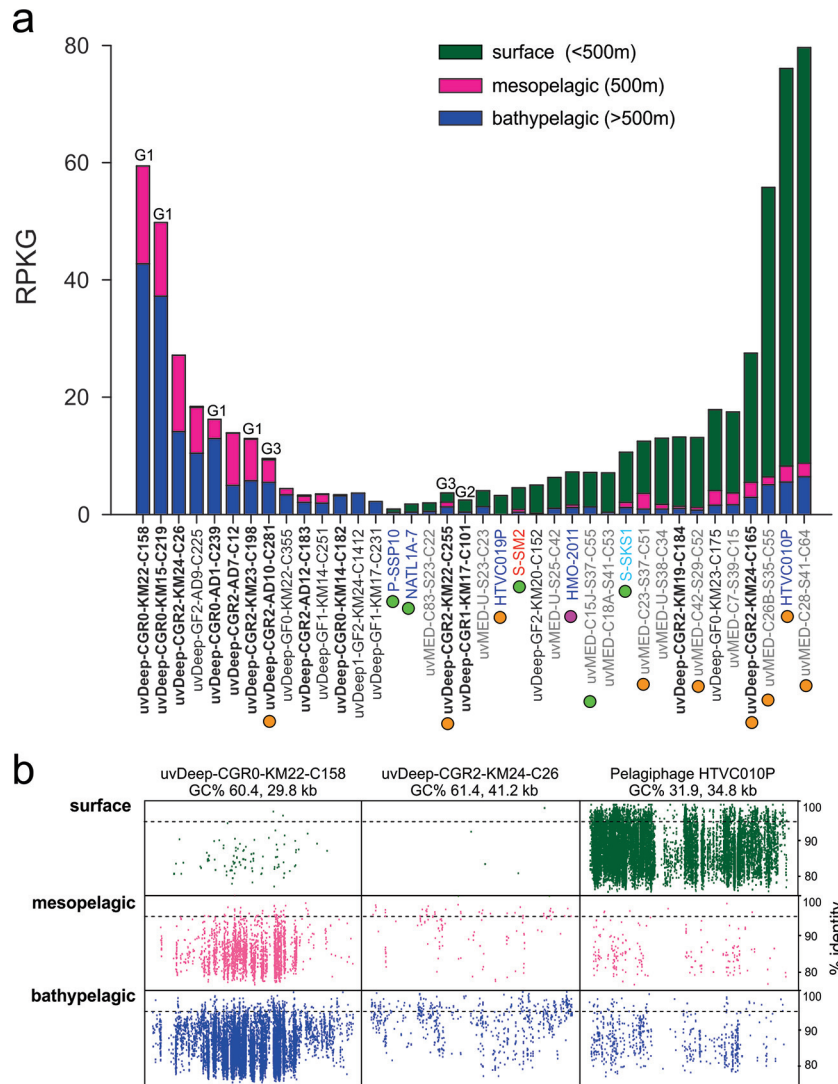 a
80
60
40
20
0
RPKG
surface (<500m)
mesopelagic (500m)
bathypelagic (>500m)
G1
G1
G1
G1
G3
G3
G2
uvDeep-CGR0-KM22-C158
uvDeep-CGR0-KM15-C219
uvDeep-CGR2-KM24-C26
uvDeep-GF2-AD9-C225
uvDeep-CGR0-AD1-C239
uvDeep-CGR2-AD7-C12
uvDeep-CGR2-KM23-C198
uvDeep-CGR2-AD10-C281
uvDeep-GF0-KM22-C355
uvDeep-CGR2-AD12-C183
uvDeep-GF1-KM14-C251
uvDeep-CGR0-KM14-C182
uvDeep1-GF2-KM24-C1412
uvDeep-GF1-KM17-C231
P-SSP10
NATL1A-7
uvMED-C83-S23-C22
uvDeep-CGR2-KM22-C255
uvDeep-CGR1-KM17-C101
uvMED-U-S23-C23
HTVC019P
S-SM2
uvDeep-GF2-KM20-C152
uvMED-U-S25-C42
HMO-2011
uvMED-C15J-S37-C55
uvMED-C18A-S41-C53
S-SKS1
uvMED-C23-S37-C51
uvMED-U-S38-C34
uvDeep-CGR2-KM19-C184
uvMED-C42-S29-C52
uvDeep-GF0-KM23-C175
uvMED-C7-S39-C15
uvDeep-CGR2-KM24-C165
uvMED-C26B-S35-C55
HTVC010P
uvMED-C28-S41-C64
b
uvDeep-CGR0-KM22-C158
GC% 60.4, 29.8 kb
uvDeep-CGR2-KM24-C26
GC% 61.4, 41.2 kb
Pelagiphage HTVC010P
GC% 31.9, 34.8 kb
surface
100
90
80
mesopelagic
100
90
80
bathypelagic
100
90
80
% identity